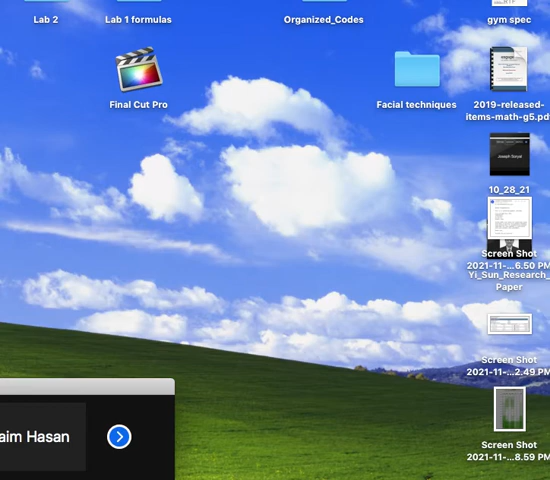 Lab 2
Lab 1 formulas
Organized_Codes
gym spec
Final Cut Pro
Facial techniques
2019-released-
items-math-g5.pdf
Joseph Sonyai
10_28_21
Screen Shot
2021-11-...6.50 PM
Yi_Sun_Research_
Paper
Screen Shot
2021-11-...2.49 PM
aim Hasan
Screen Shot
2021-11-...8.59 PM